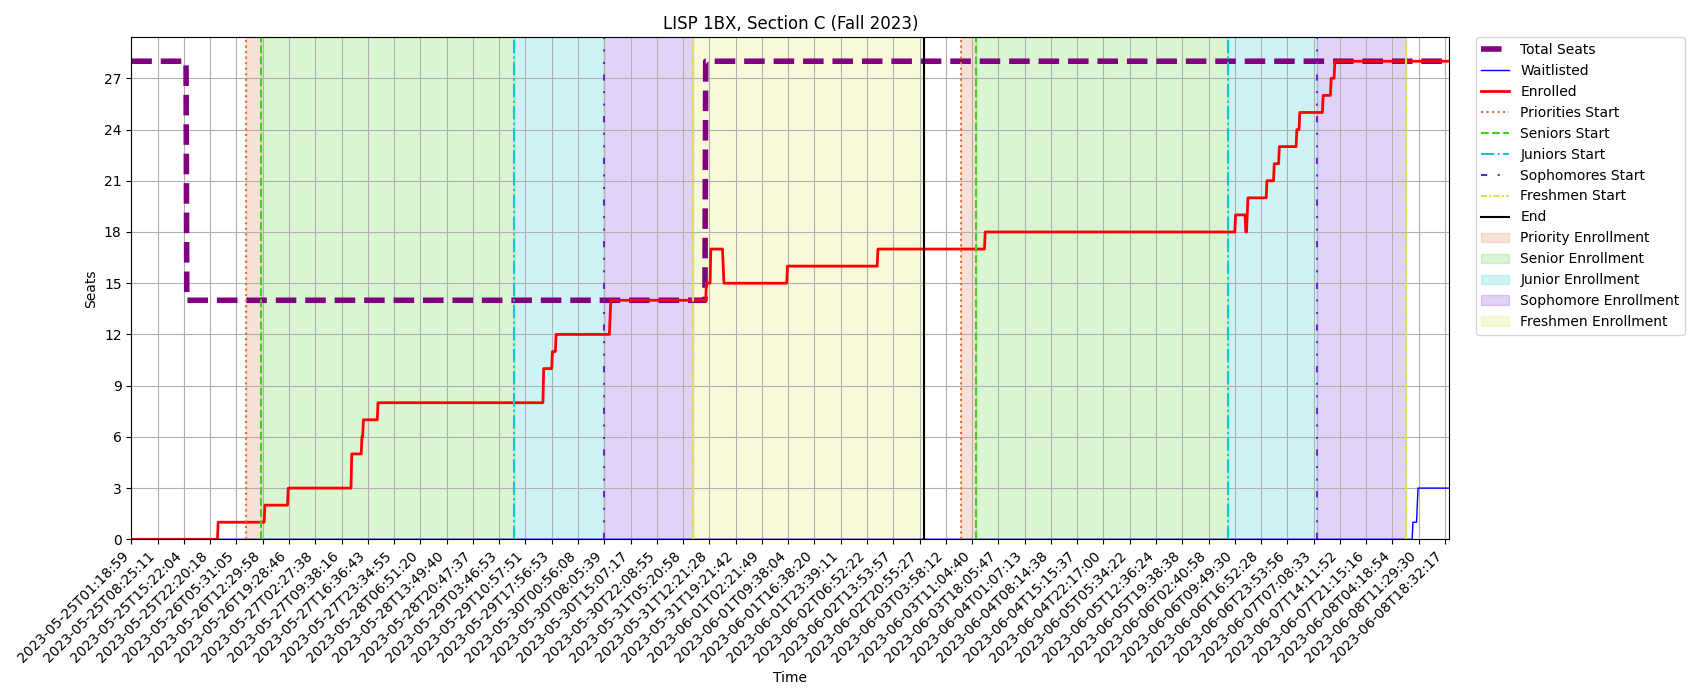 LISP 1BX, Section C (Fall 2023)
Seats
27
24
21
18
15
12
9
6
3
0
2023-05-25T01:18:59
2023-05-25T08:25:11
2023-05-25T15:22:04
2023-05-25T22:20:18
2023-05-26T05:31:05
2023-05-26T12:29:58
2023-05-26T19:28:46
2023-05-27T02:27:38
2023-05-27T09:38:16
2023-05-27T16:36:43
2023-05-27T23:34:55
2023-05-28T06:51:20
2023-05-28T13:49:40
2023-05-28T20:47:37
2023-05-29T03:46:53
2023-05-29T10:57:51
2023-05-29T17:56:53
2023-05-30T00:56:08
2023-05-30T08:05:39
2023-05-30T15:07:17
2023-05-30T22:08:55
2023-05-31T05:20:58
2023-05-31T12:21:28
2023-05-31T19:21:42
2023-06-01T02:21:49
2023-06-01T09:38:04
2023-06-01T16:38:20
2023-06-01T23:39:11
2023-06-02T06:52:22
2023-06-02T13:53:57
2023-06-02T20:55:27
2023-06-03T03:58:12
2023-06-03T11:04:40
2023-06-03T18:05:47
2023-06-04T01:07:13
2023-06-04T08:14:38
2023-06-04T15:15:37
2023-06-04T22:17:00
2023-06-05T05:34:22
2023-06-05T12:36:24
2023-06-05T19:38:38
2023-06-06T02:40:58
2023-06-06T09:49:30
2023-06-06T16:52:28
2023-06-06T23:53:56
2023-06-07T07:08:33
2023-06-07T14:11:52
2023-06-07T21:15:16
2023-06-08T04:18:54
2023-06-08T11:29:30
2023-06-08T18:32:17
Time
Total Seats
Waitlisted
Enrolled
Priorities Start
Seniors Start
Juniors Start
Sophomores Start
Freshmen Start
End
Priority Enrollment
Senior Enrollment
Junior Enrollment
Sophomore Enrollment
Freshmen Enrollment